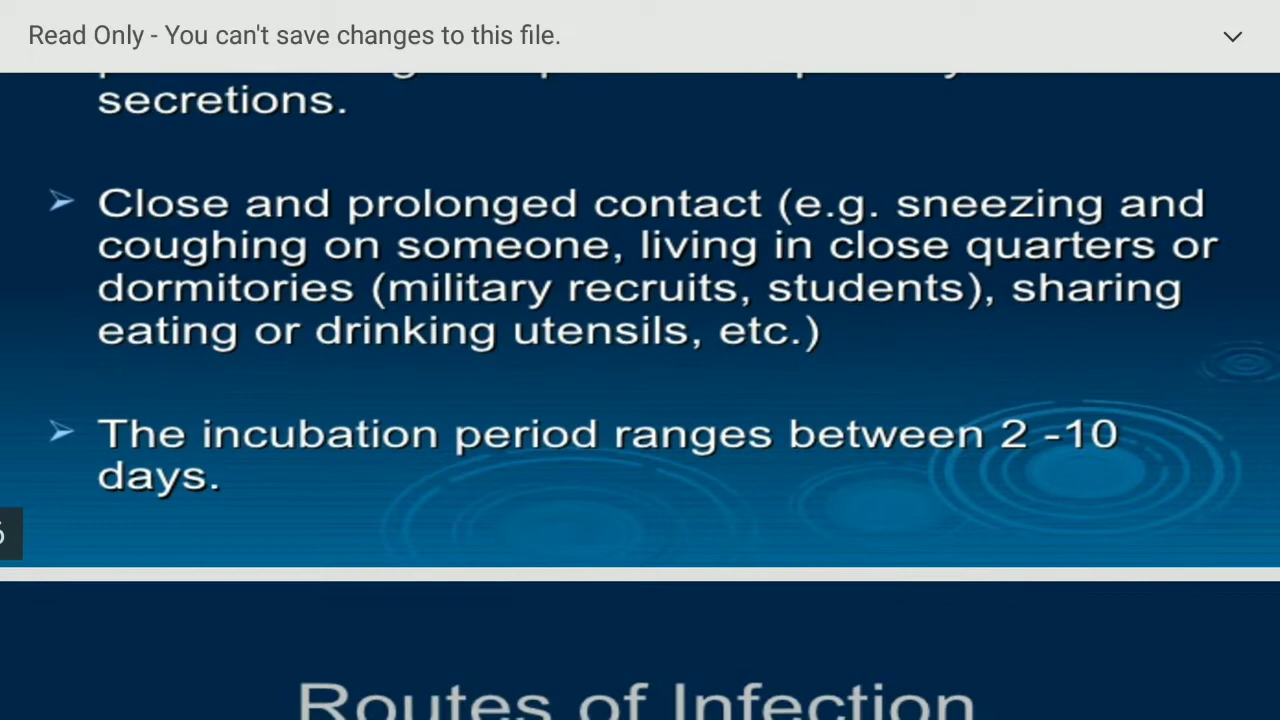 Read Only - You can't save changes to this file.
secretions.
➢ Close and prolonged contact (e.g. sneezing and
coughing on someone, living in close quarters or
dormitories (military recruits, students), sharing
eating or drinking utensils, etc.)
➢ The incubation period ranges between 2 -10
days.
Routes of Infection